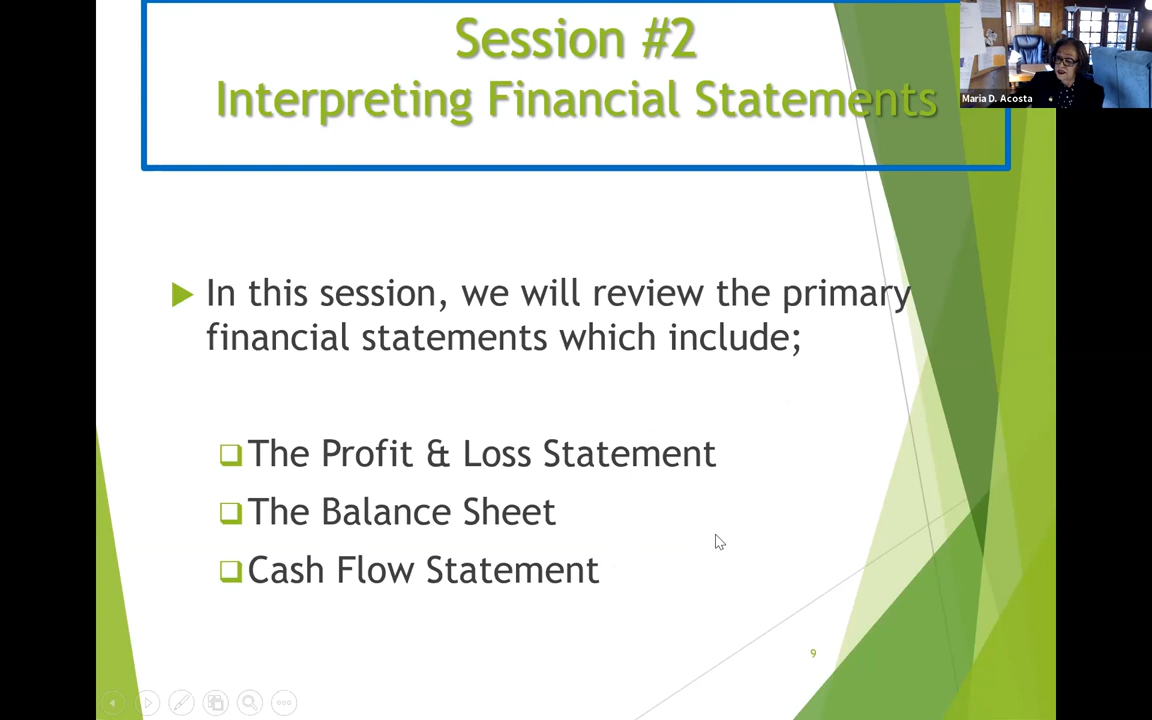 Session #2
Interpreting Financial Statements
Maria D. Acosta
In this session, we will review the primary
financial statements which include;
The Profit & Loss Statement
The Balance Sheet
Cash Flow Statement
9